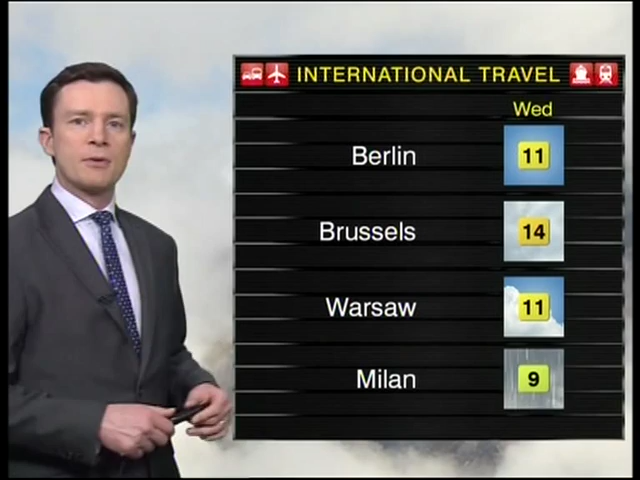 INTERNATIONAL TRAVEL
Wed
Berlin 11
Brussels 14
Warsaw 11
Milan 9